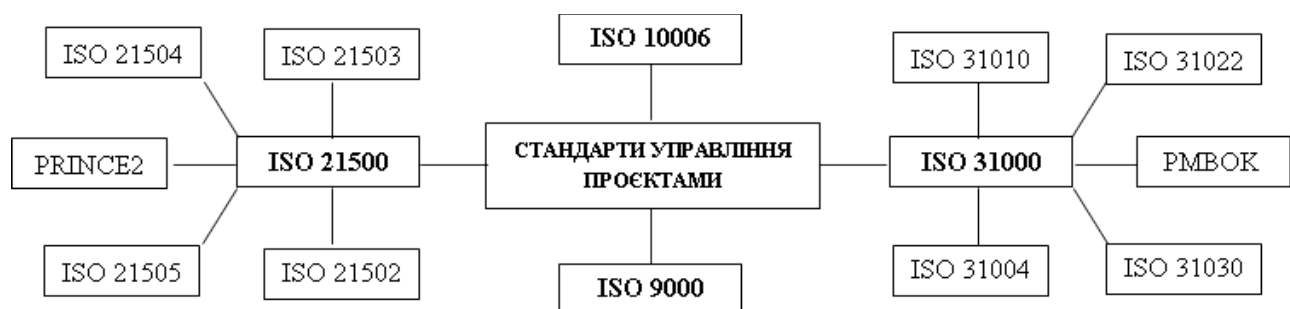 ISO 21504
ISO 21503
ISO 10006
ISO 31010
ISO 31022
PRINCE2
ISO 21500
СТАНДАРТИ УПРАВЛІННЯ
ПРОЄКТАМИ
ISO 31000
PMBOK
ISO 21505
ISO 21502
ISO 9000
ISO 31004
ISO 31030